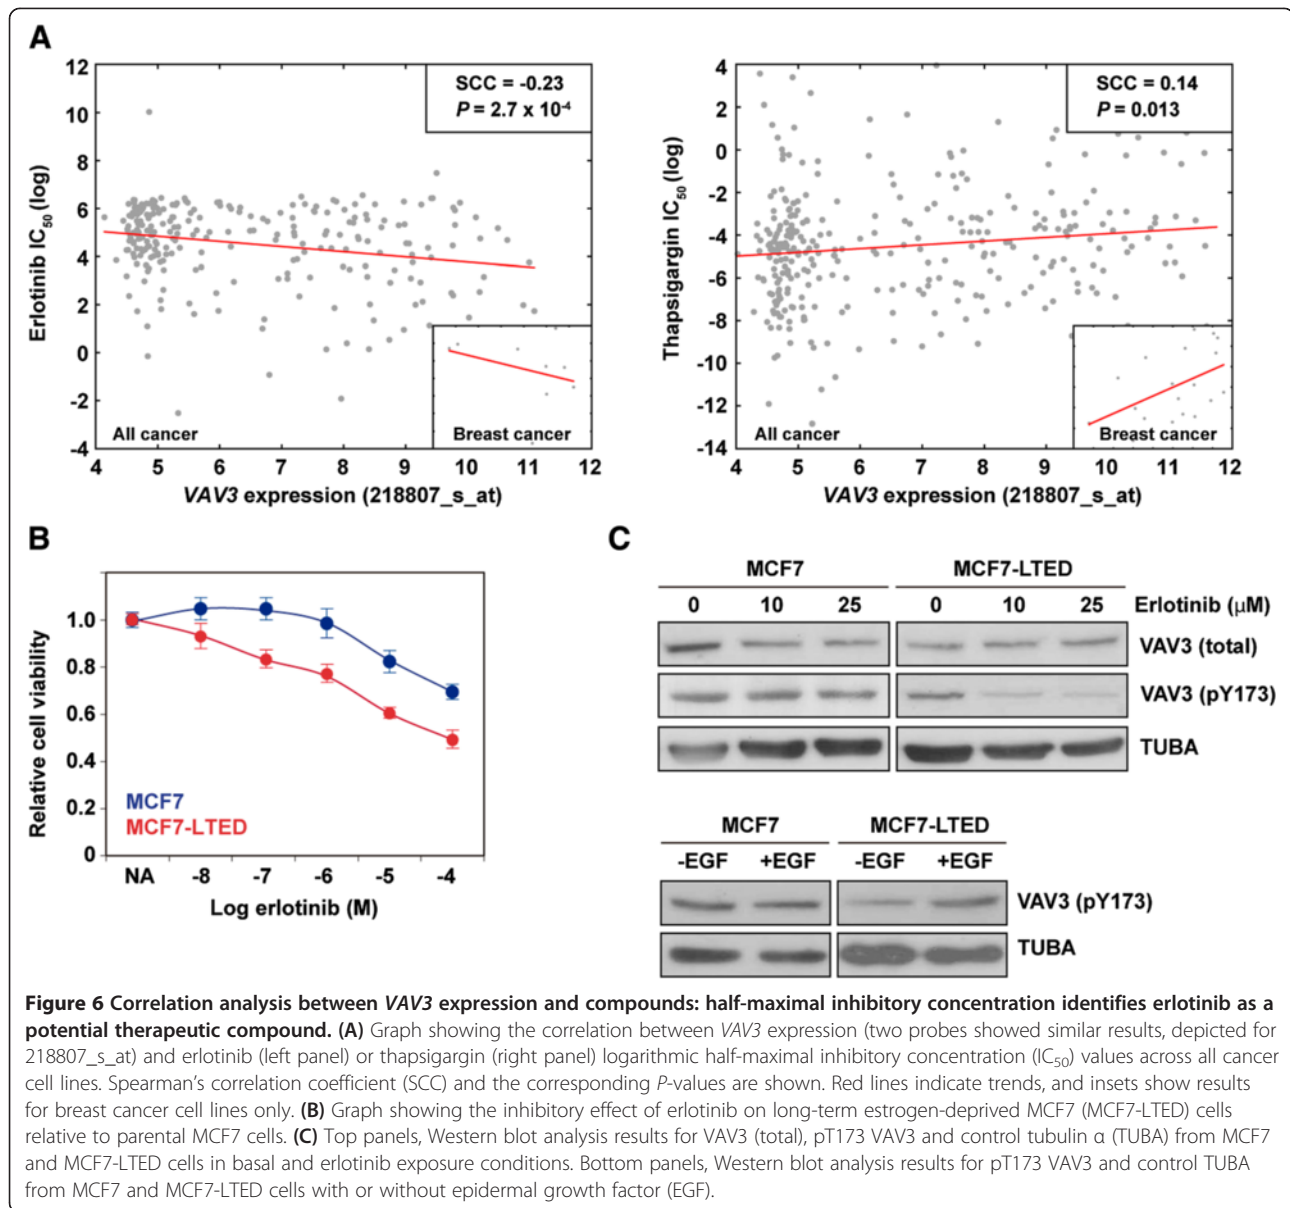 A
12
10
8
6
4
2
0
-2
-4
Erlotinib IC50 (log)
SCC = -0.23
P = 2.7 x 10-4
All cancer
Breast cancer
4 5 6 7 8 9 10 11 12
VAV3 expression (218807_s_at)
4
2
0
-2
-4
-6
-8
-10
-12
-14
Thapsigargin IC50 (log)
SCC = 0.14
P = 0.013
All cancer
Breast cancer
4 5 6 7 8 9 10 11 12
VAV3 expression (218807_s_at)
B
1.0
0.8
0.6
0.4
0.2
0
Relative cell viability
MCF7
MCF7-LTED
NA -8 -7 -6 -5 -4
Log erlotinib (M)
C
MCF7 MCF7-LTED
0 10 25 0 10 25 Erlotinib (μM)
VAV3 (total)
VAV3 (pY173)
TUBA
MCF7 MCF7-LTED
-EGF +EGF -EGF +EGF
VAV3 (pY173)
TUBA
Figure 6 Correlation analysis between VAV3 expression and compounds: half-maximal inhibitory concentration identifies erlotinib as a
potential therapeutic compound. (A) Graph showing the correlation between VAV3 expression (two probes showed similar results, depicted for
218807_s_at) and erlotinib (left panel) or thapsigargin (right panel) logarithmic half-maximal inhibitory concentration (IC50) values across all cancer
cell lines. Spearman's correlation coefficient (SCC) and the corresponding P-values are shown. Red lines indicate trends, and insets show results
for breast cancer cell lines only. (B) Graph showing the inhibitory effect of erlotinib on long-term estrogen-deprived MCF7 (MCF7-LTED) cells
relative to parental MCF7 cells. (C) Top panels, Western blot analysis results for VAV3 (total), pT173 VAV3 and control tubulin α (TUBA) from MCF7
and MCF7-LTED cells in basal and erlotinib exposure conditions. Bottom panels, Western blot analysis results for pT173 VAV3 and control TUBA
from MCF7 and MCF7-LTED cells with or without epidermal growth factor (EGF).